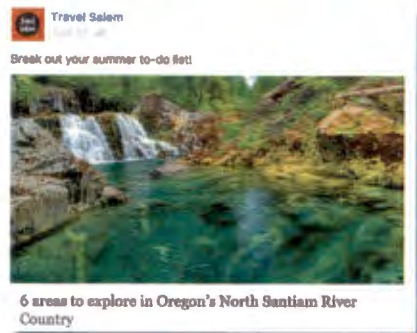 Travel Salem
Break out your summer to-do list!
6 areas to explore in Oregon's North Santiam River
Country